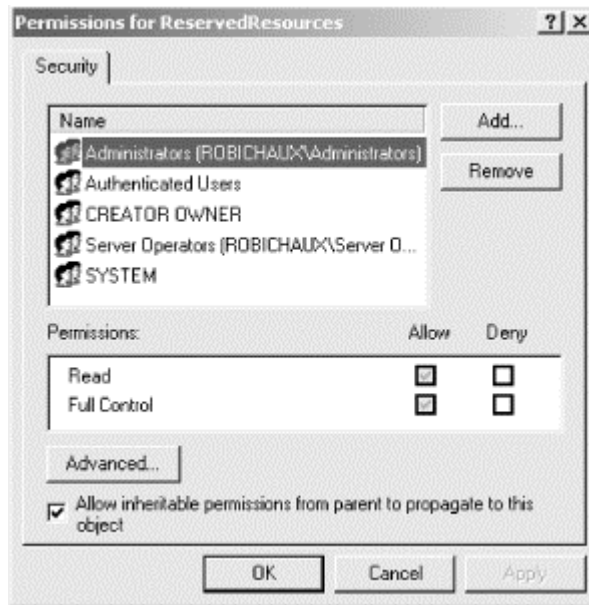 Permissions for ReservedResources
Security
Name
Add...
Administrators (ROBICHAUX\Administrators)
Remove
Authenticated Users
CREATOR OWNER
Server Operators (ROBICHAUX\Server O...
SYSTEM
Permissions: Allow Deny
Read
Full Control
Advanced...
Allow inheritable permissions from parent to propagate to this
object
OK Cancel Apply